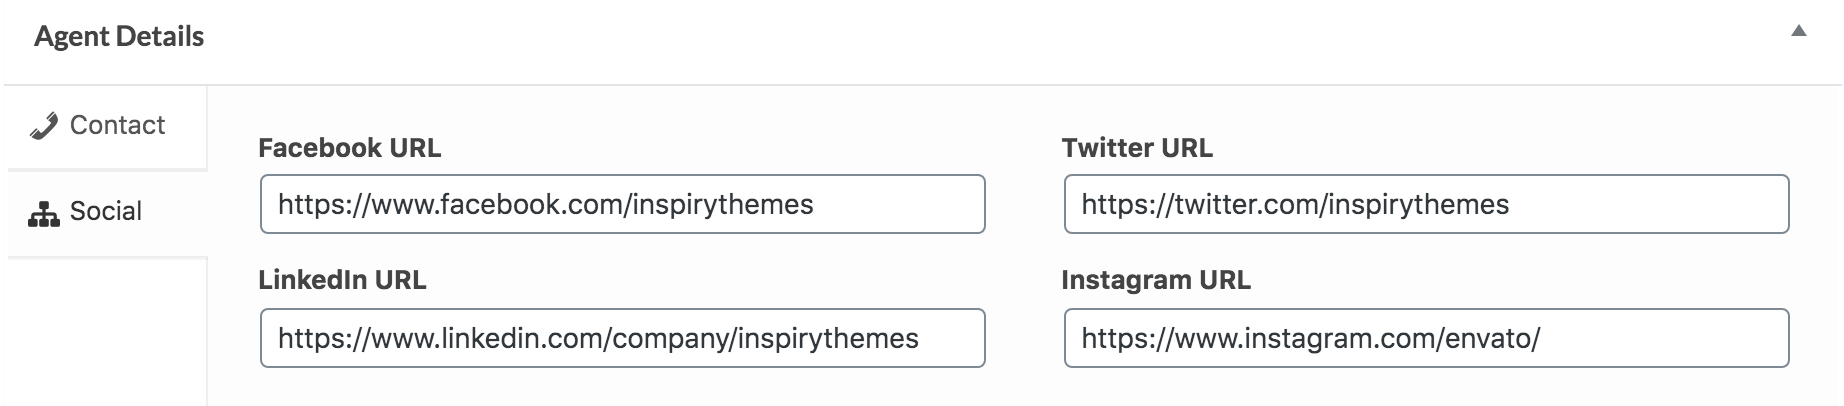 Agent Details
Contact
Social
Facebook URL
https://www.facebook.com/inspirythemes
Twitter URL
https://twitter.com/inspirythemes
LinkedIn URL
https://www.linkedin.com/company/inspirythemes
Instagram URL
https://www.instagram.com/envato/